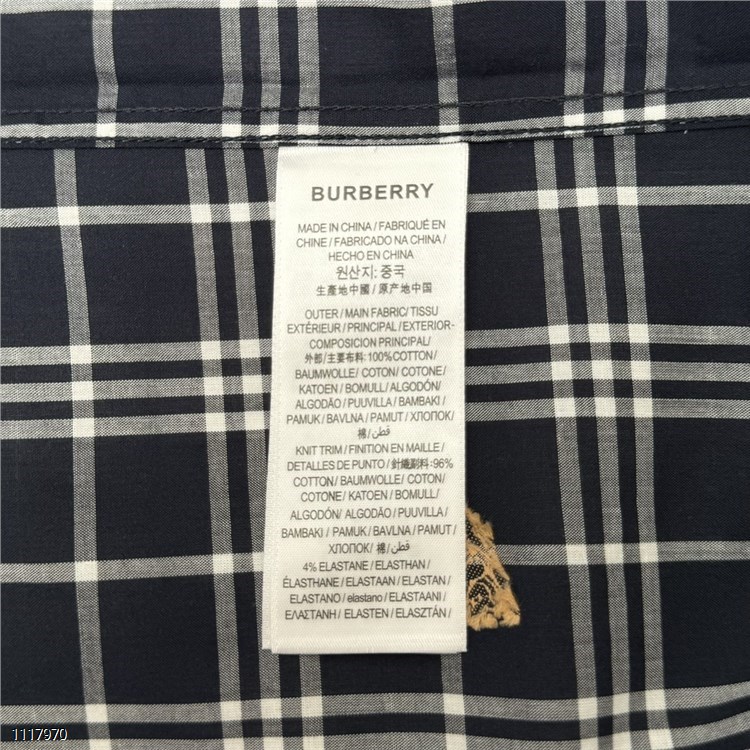 BURBERRY
MADE IN CHINA / FABRIQUÉ EN
CHINE / FABRICADO NA CHINA /
HECHO EN CHINA
원산지: 중국
生產地中國 / 原产地中国
OUTER / MAIN FABRIC/ TISSU
EXTÉRIEUR / PRINCIPAL / EXTERIOR-
COMPOSICION PRINCIPAL/
外部/主要布料: 100%COTTON/
BAUMWOLLE/ COTON/ COTONE/
KATOEN / BOMULL/ ALGODÓN/
ALGODÃO / PUUVILLA / BAMBAKI /
PAMUK / BAVLNA / PAMUT / ХЛОПОК/
棉/ قطن/
KNIT TRIM / FINITION EN MAILLE /
DETALLES DE PUNTO / 針織副料: 96%
COTTON / BAUMWOLLE/ COTON/
COTONE / KATOEN / BOMULL/
ALGODÓN/ ALGODÃO / PUUVILLA /
BAMBAKI / PAMUK / BAVLNA / PAMUT /
ХЛОПОК/ 棉/ قطن/
4% ELASTANE / ELASTHAN /
ÉLASTHANE / ELASTAAN / ELASTAN /
ELASTANO / elastano / ELASTAANI /
ΕΛΑΣΤΑΝΗ / ELASTEN / ELASZTÁN /
1117970